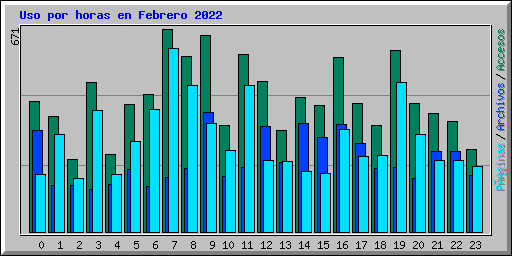 Uso por horas en Febrero 2022
671
Pÿginas / Archivos / Accesos
0 1 2 3 4 5 6 7 8 9 10 11 12 13 14 15 16 17 18 19 20 21 22 23